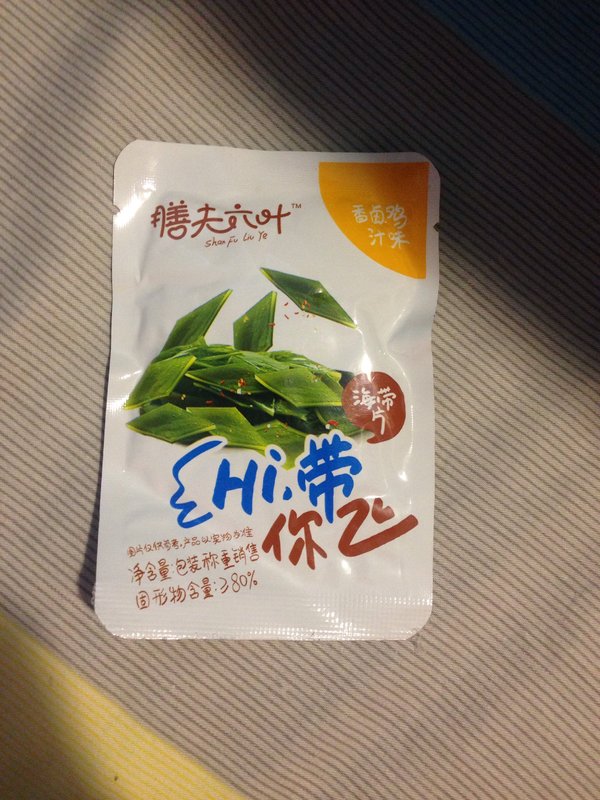 膳夫六叶™
Shan Fu Liu Ye
香卤鸡
汁味
海带
片
Hi,带
你飞
图片仅供参考,产品以实物为准
净含量:包装称重销售
固形物含量:≥80%